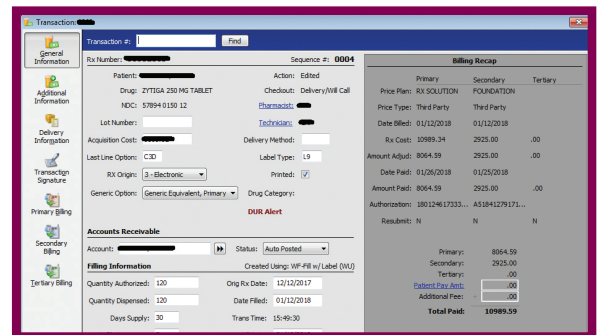 Transaction:
General
Information
Additional
Information
Delivery
Information
Transaction
Signature
Primary Billing
Secondary
Billing
Tertiary Billing
Transaction #: Find
Rx Number: Sequence #: 0004
Patient: Action: Edited
Drug: ZYTIGA 250 MG TABLET Checkout: Delivery/Will Call
NDC: 57894 0150 12 Pharmacist:
Lot Number: Technician:
Acquisition Cost: Delivery Method:
Last Line Option: C3D Label Type: L9
RX Origin: 3 - Electronic Printed:
Generic Option: Generic Equivalent, Primary Drug Category:
DUR Alert
Accounts Receivable
Account: Status: Auto Posted
Filling Information Created Using: WF-Fill w/Label (WU)
Quantity Authorized: 120 Orig Rx Date: 12/12/2017
Quantity Dispensed: 120 Date Filled: 01/12/2018
Days Supply: 30 Trans Time: 15:49:30
Billing Recap
Primary Secondary Tertiary
Price Plan: RX SOLUTION FOUNDATION
Price Type: Third Party Third Party
Date Billed: 01/12/2018 01/12/2018
Rx Cost: 10989.34 2925.00 .00
Amount Adjud: 8064.59 2925.00 .00
Date Paid: 01/26/2018 01/25/2018
Amount Paid: 8064.59 2925.00 .00
Authorization: 180124617333... A51841279171...
Resubmit: N N N
Primary: 8064.59
Secondary: 2925.00
Tertiary: .00
Patient Pay Amt: .00
Additional Fee: .00
Total Paid: 10989.59